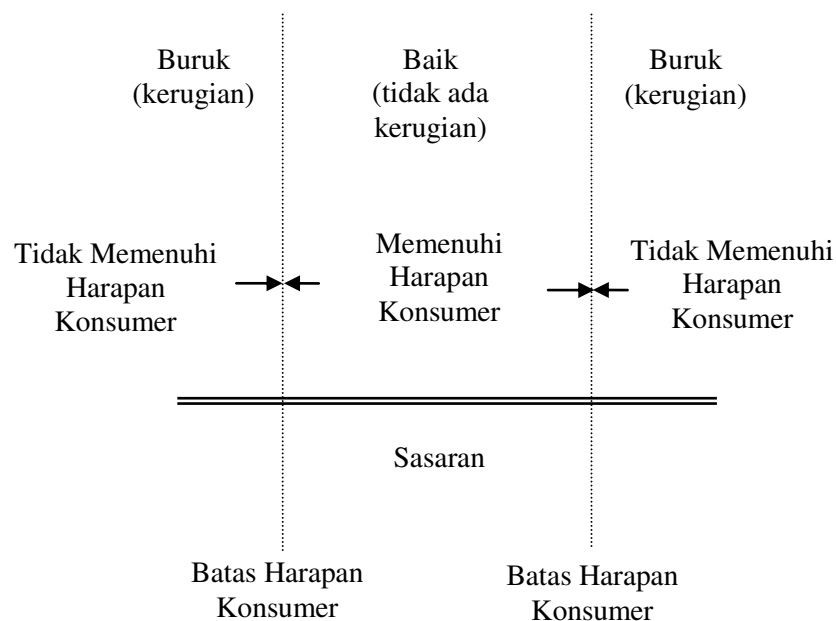 Buruk
(kerugian)
Baik
(tidak ada
kerugian)
Buruk
(kerugian)
Tidak Memenuhi
Harapan
Konsumer
Memenuhi
Harapan
Konsumer
Tidak Memenuhi
Harapan
Konsumer
Sasaran
Batas Harapan
Konsumer
Batas Harapan
Konsumer